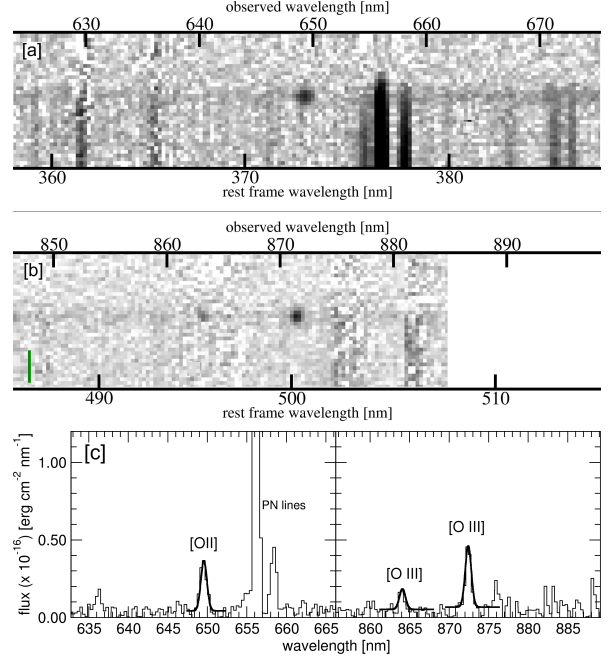 observed wavelength [nm]
630 640 650 660 670
[a]
360 370 380
rest frame wavelength [nm]
observed wavelength [nm]
850 860 870 880 890
[b]
490 500 510
rest frame wavelength [nm]
[c]
1.00
0.50
0.00
flux (x 10⁻¹⁶) [erg cm⁻² nm⁻¹]
PN lines
[OII]
[O III]
[O III]
635 640 645 650 655 660 665 860 865 870 875 880 885
wavelength [nm]